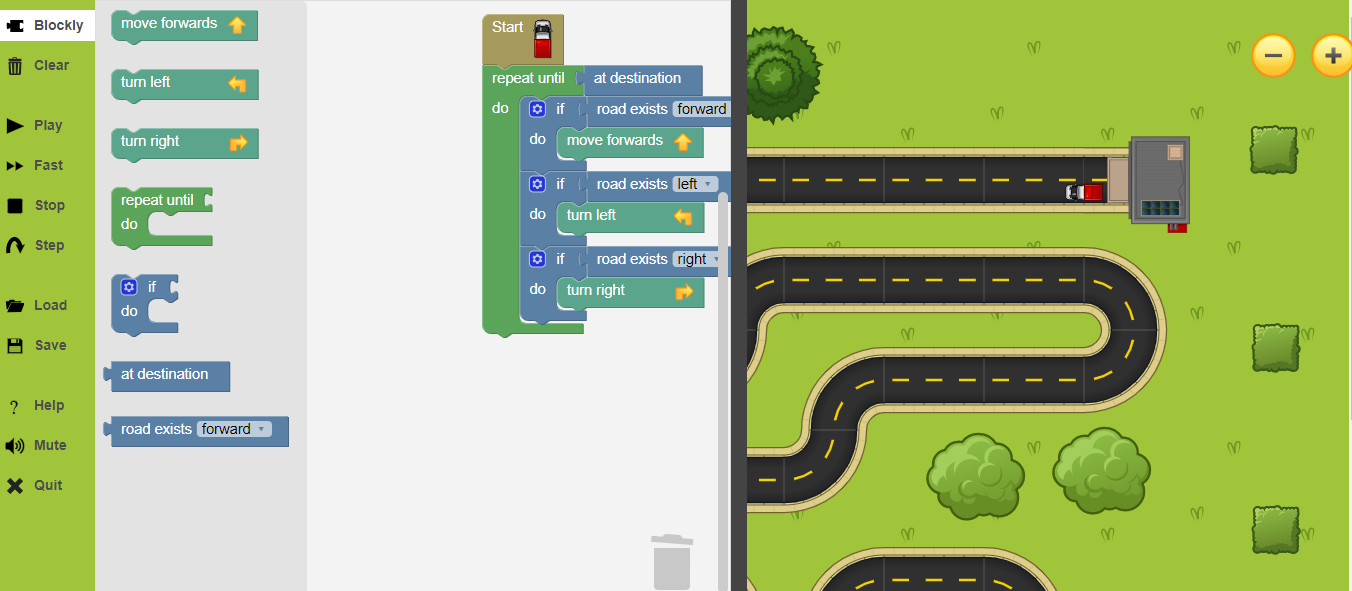 Blockly
Clear
Play
Fast
Stop
Step
Load
Save
Help
Mute
Quit
move forwards
turn left
turn right
repeat until
do
if
do
at destination
road exists forward
Start
repeat until at destination
do if road exists forward
do move forwards
if road exists left
do turn left
if road exists right
do turn right